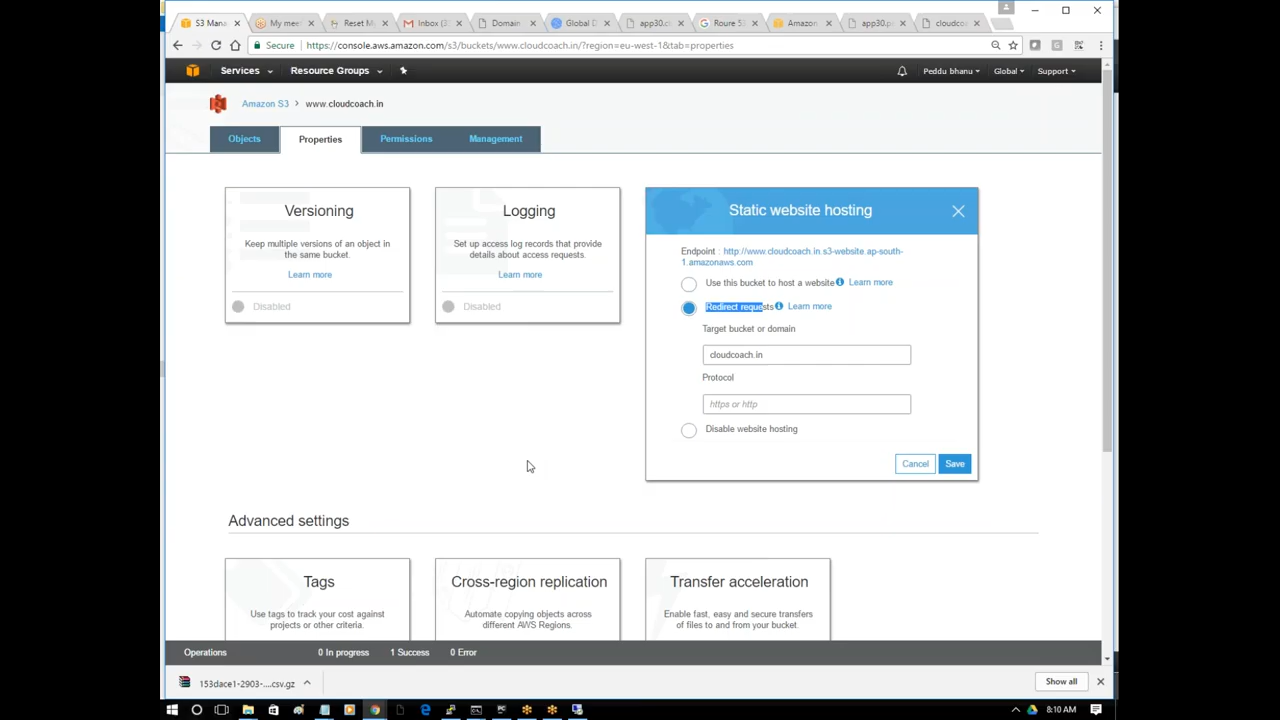 S3 Man
My mee
Reset My
Inbox (3
Domain
Global D
app30.cl
Roure 53
Amazon
app30.p
cloudcoa
Secure https://console.aws.amazon.com/s3/buckets/www.cloudcoach.in/?region=eu-west-1&tab=properties
Services Resource Groups Peddu bhanu Global Support
Amazon S3 > www.cloudcoach.in
Objects Properties Permissions Management
Versioning
Keep multiple versions of an object in
the same bucket.
Learn more
Disabled
Logging
Set up access log records that provide
details about access requests.
Learn more
Disabled
Static website hosting
Endpoint : http://www.cloudcoach.in.s3-website.ap-south-
1.amazonaws.com
Use this bucket to host a website Learn more
Redirect requests Learn more
Target bucket or domain
cloudcoach.in
Protocol
https or http
Disable website hosting
Cancel Save
Advanced settings
Tags
Use tags to track your cost against
projects or other criteria.
Cross-region replication
Automate copying objects across
different AWS Regions.
Transfer acceleration
Enable fast, easy and secure transfers
of files to and from your bucket.
Operations 0 In progress 1 Success 0 Error
153dace1-2903-....csv.gz Show all
8:10 AM